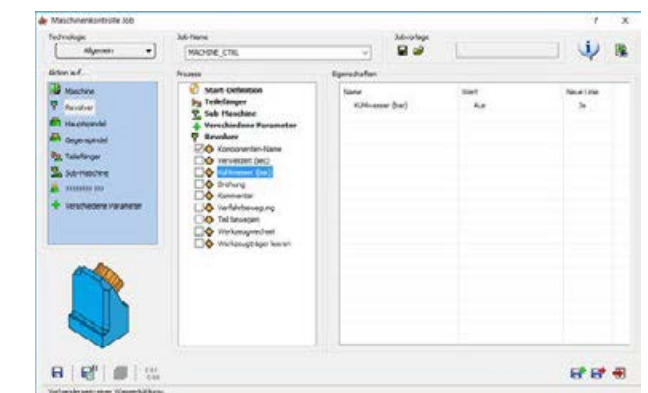 Maschinenkontrolle Job
? X
Technologie
Allgemein
Job-Name
MACHINE_CTRL
Jobvorlage
Aktion auf...
Maschine
Revolver
Hauptspindel
Gegenspindel
Teilefänger
Sub-Maschine
Verschiedene Parameter
Prozess
Start-Definition
Teilefänger
Sub-Maschine
Verschiedene Parameter
Revolver
Komponenten-Name
Verweilzeit (sec)
Kühlwasser (bar)
Drehung
Kommentar
Verfahrbewegung
Teil bewegen
Werkzeugwechsel
Werkzeugträger leeren
Eigenschaften
Name Wert Neue Linie
Kühlwasser (bar) Aus Ja